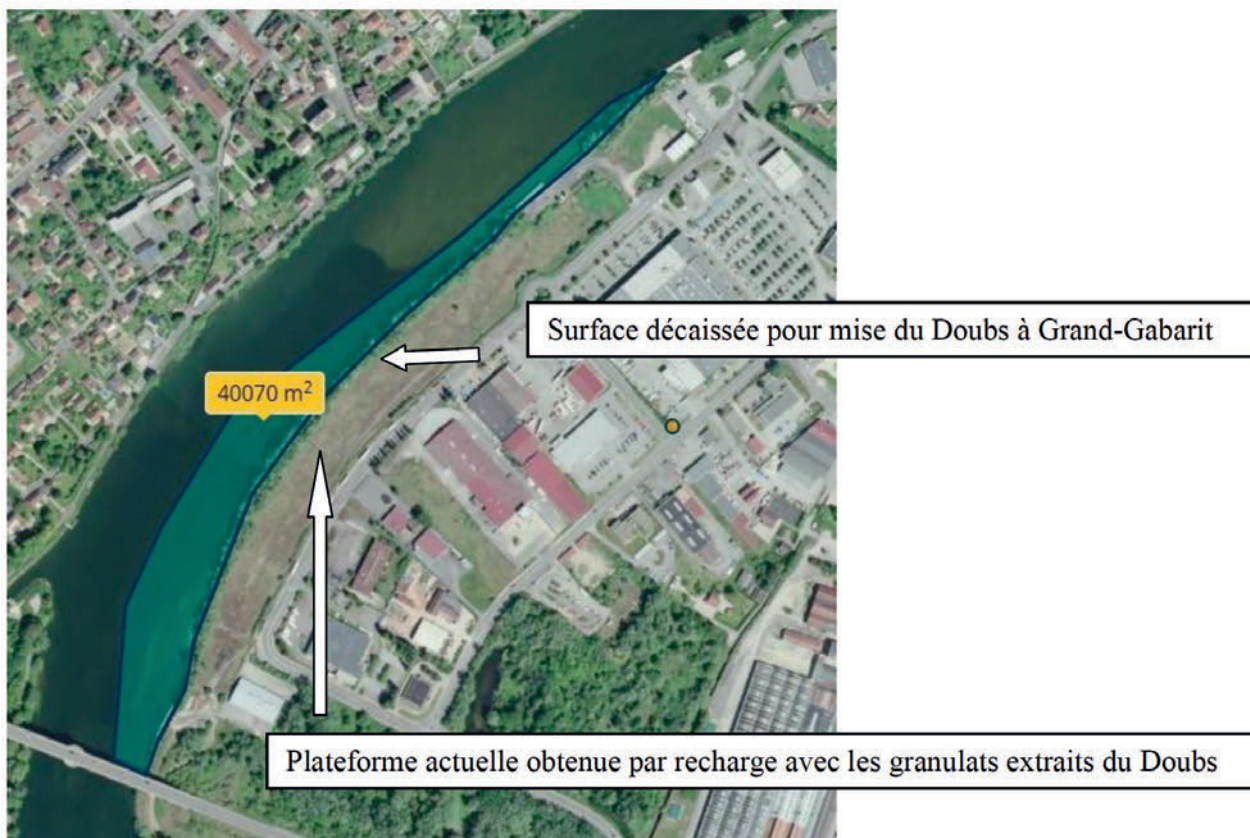 Surface décaissée pour mise du Doubs à Grand-Gabarit
40070 m²
Plateforme actuelle obtenue par recharge avec les granulats extraits du Doubs